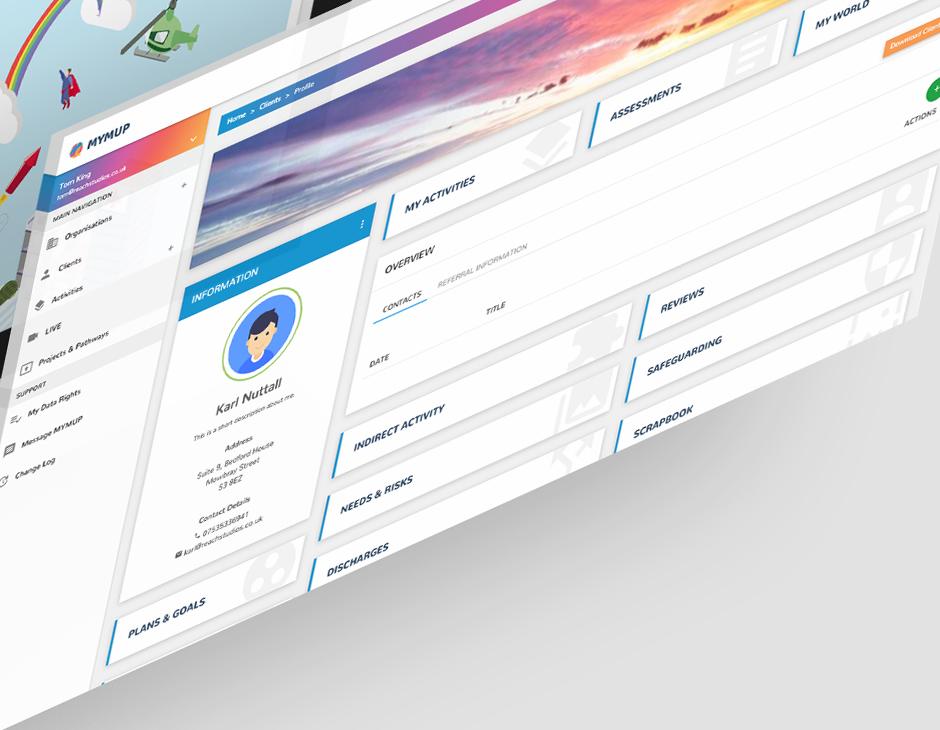 MYMUP
Tom King
tom@reachstudios.co.uk
MAIN NAVIGATION
Organisations
Clients
Activities
LIVE
Projects & Pathways
SUPPORT
My Data Rights
Message MYMUP
Change Log
Home > Clients > Profile
INFORMATION
Karl Nuttall
This is a short description about me.
Address
Suite 9, Bedford House
Mowbray Street
S3 8EZ
Contact Details
07535336941
karl@reachstudios.co.uk
PLANS & GOALS
MY ACTIVITIES
ASSESSMENTS
MY WORLD
Download Client
OVERVIEW
CONTACTS
REFERRAL INFORMATION
ACTIONS
DATE
TITLE
INDIRECT ACTIVITY
REVIEWS
NEEDS & RISKS
SAFEGUARDING
DISCHARGES
SCRAPBOOK